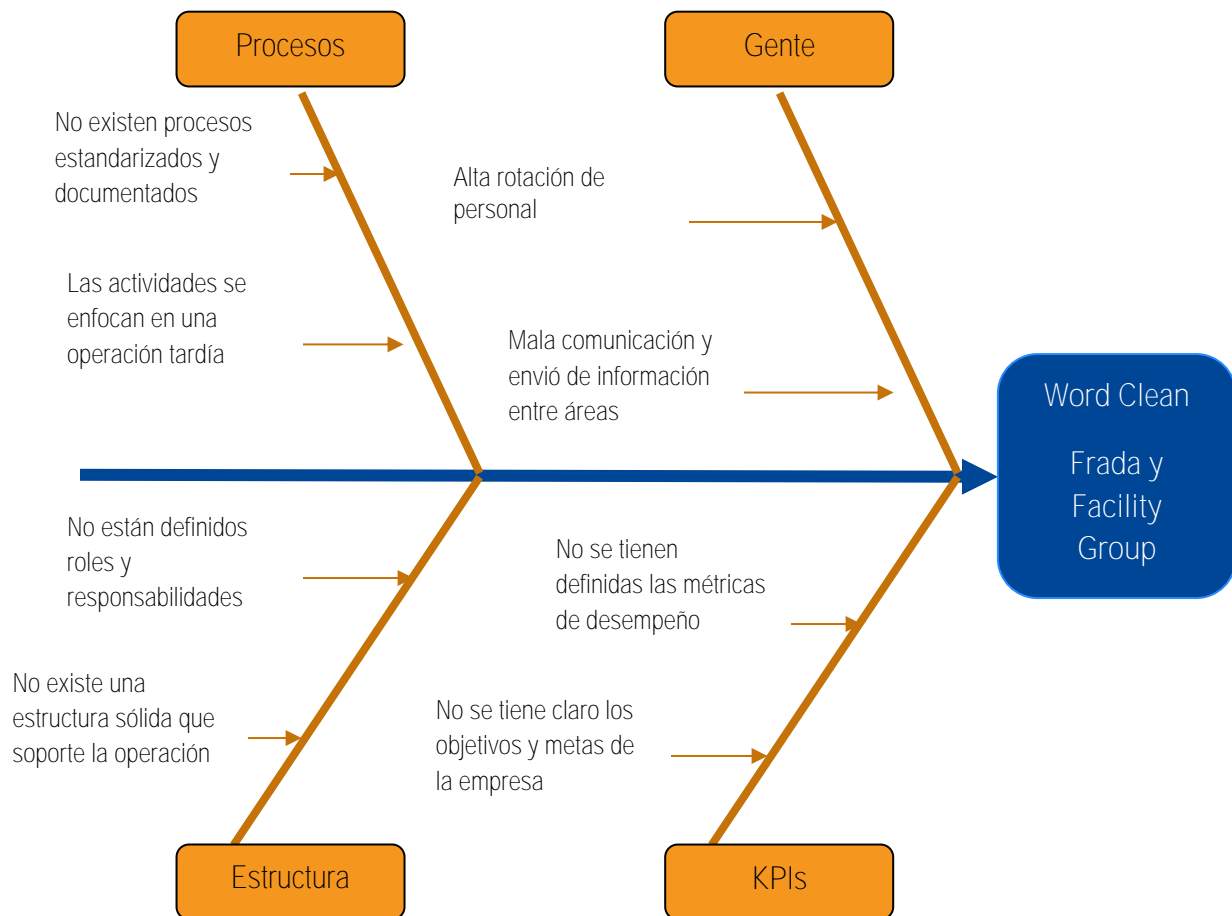 Procesos
Gente
No existen procesos
estandarizados y
documentados
Alta rotación de
personal
Las actividades se
enfocan en una
operación tardía
Mala comunicación y
envió de información
entre áreas
Word Clean
Frada y
Facility
Group
No están definidos
roles y
responsabilidades
No se tienen
definidas las métricas
de desempeño
No existe una
estructura sólida que
soporte la operación
No se tiene claro los
objetivos y metas de
la empresa
Estructura
KPIs